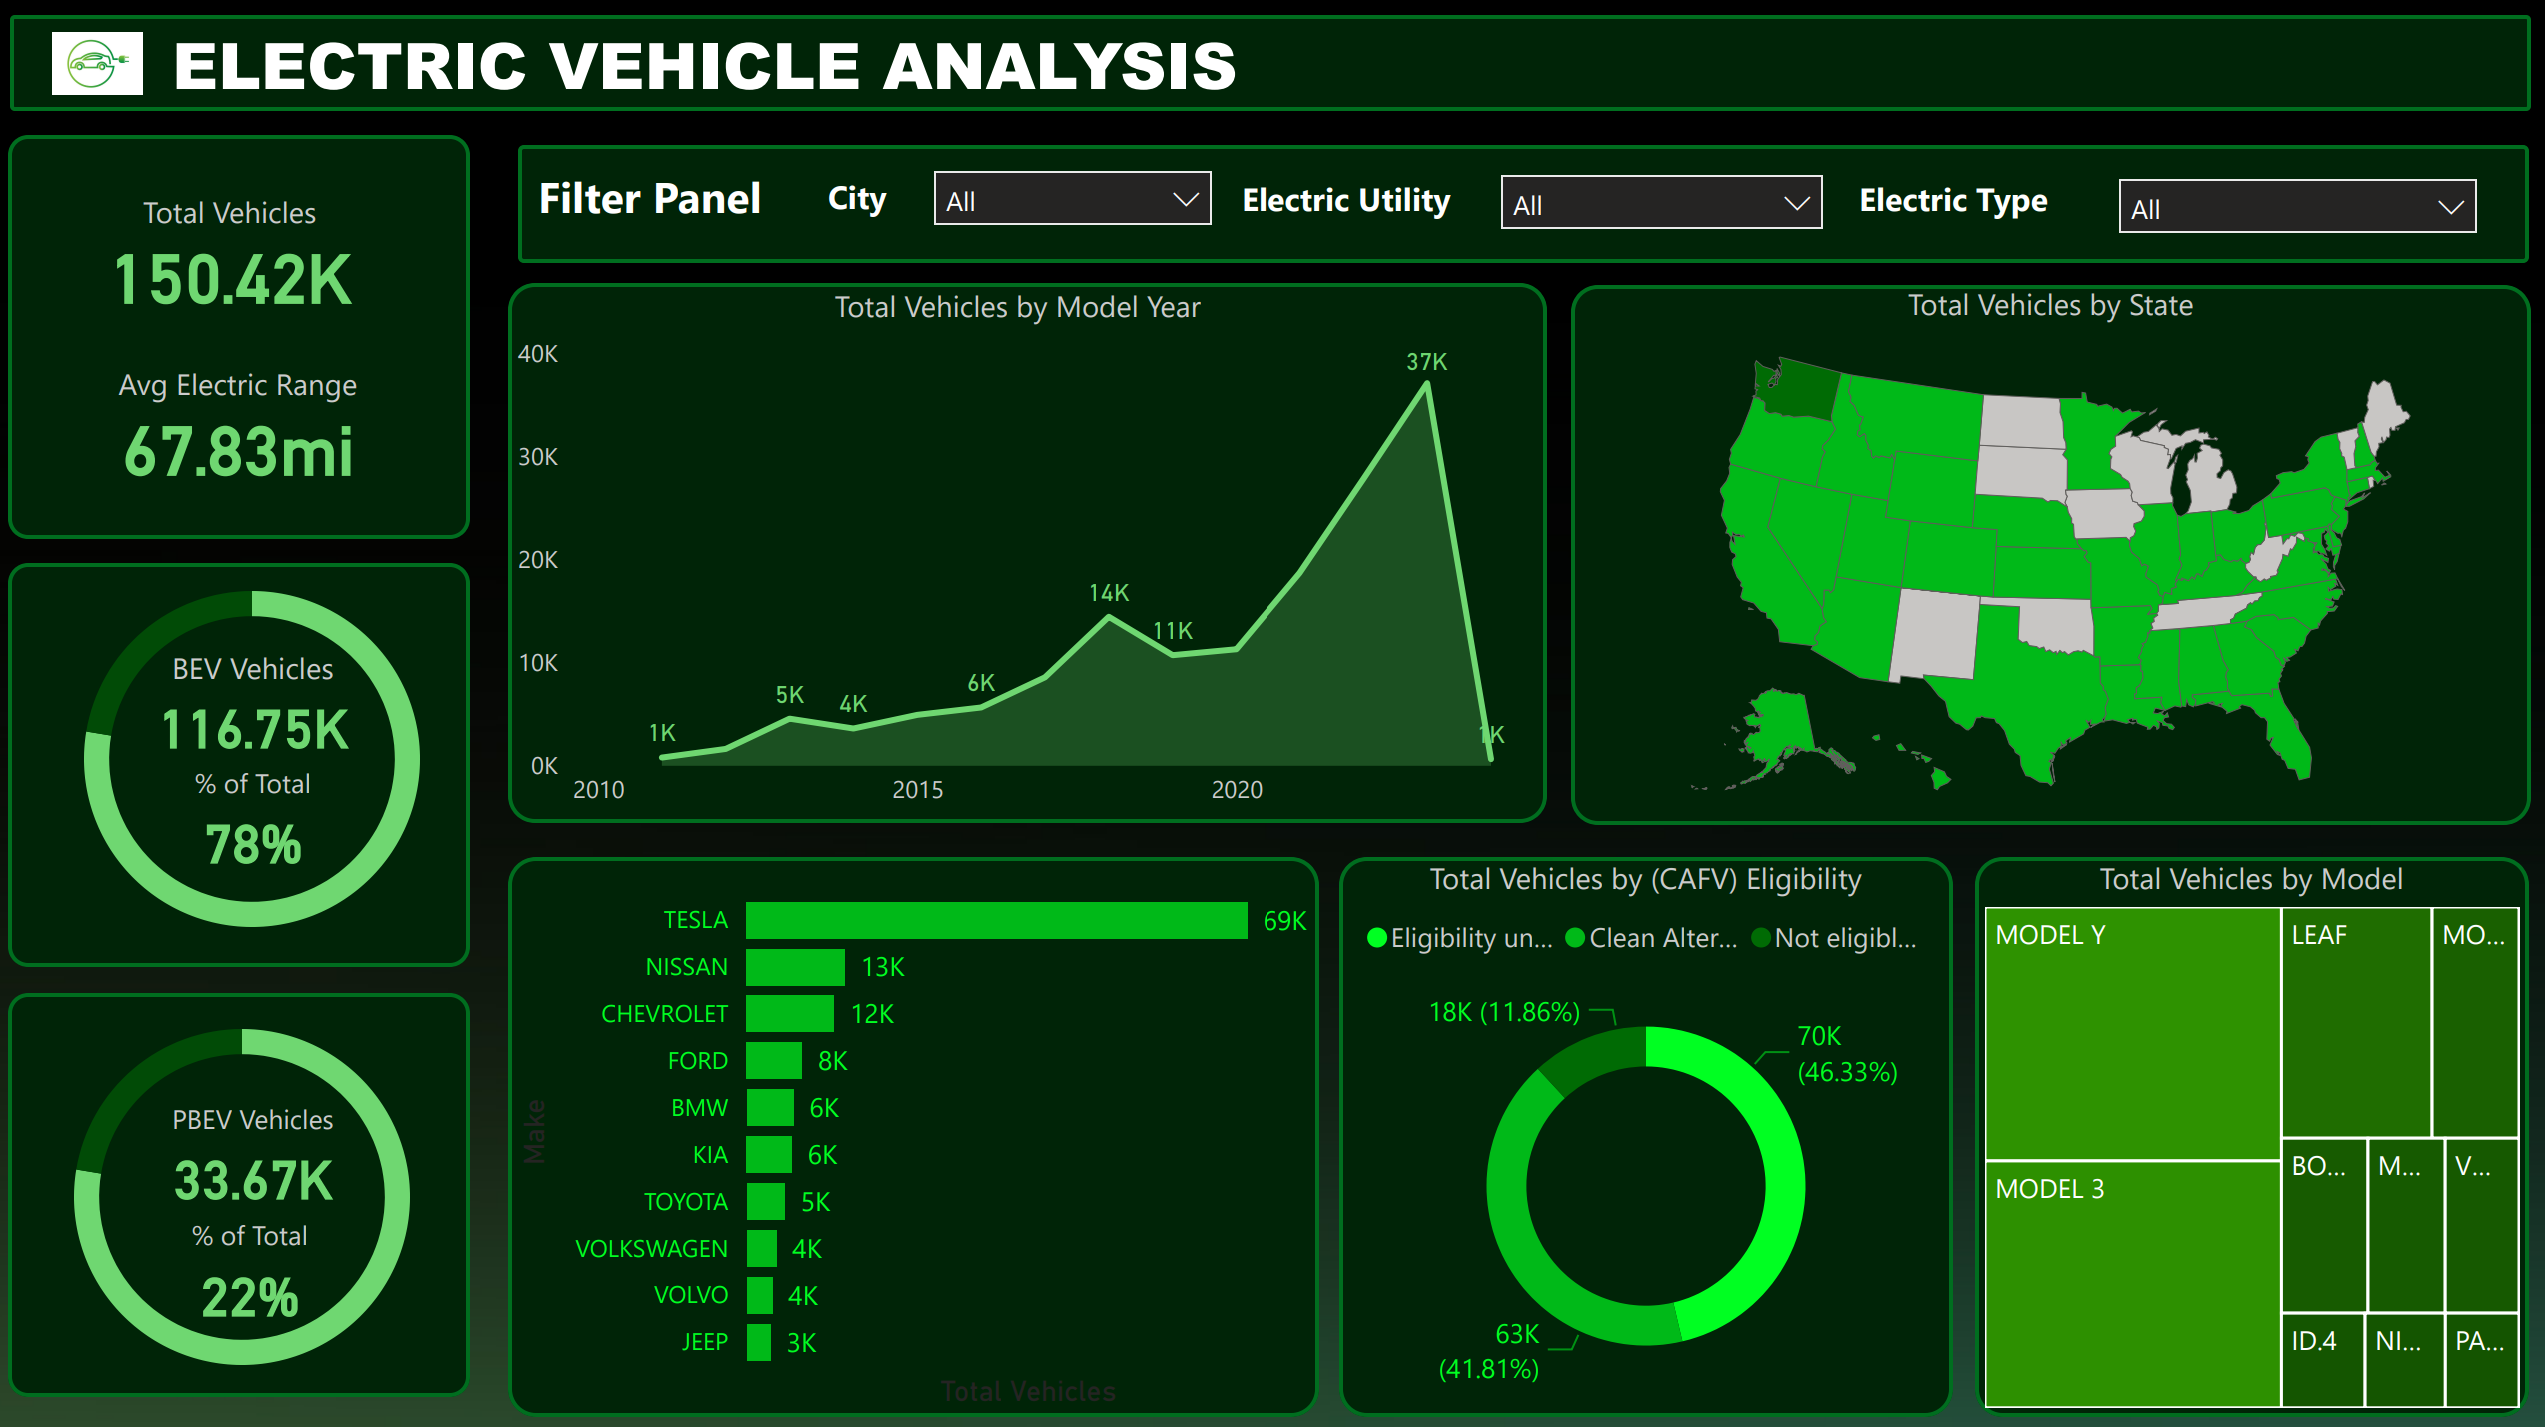 ELECTRIC VEHICLE ANALYSIS
Total Vehicles
150.42K
Avg Electric Range
67.83mi
BEV Vehicles
116.75K
% of Total
78%
PBEV Vehicles
33.67K
% of Total
22%
Filter Panel
City
All
Electric Utility
All
Electric Type
All
Total Vehicles by Model Year
40K
30K
20K
10K
0K
1K
5K
4K
6K
14K
11K
37K
1K
2010
2015
2020
Total Vehicles by State
Make
TESLA 69K
NISSAN 13K
CHEVROLET 12K
FORD 8K
BMW 6K
KIA 6K
TOYOTA 5K
VOLKSWAGEN 4K
VOLVO 4K
JEEP 3K
Total Vehicles
Total Vehicles by (CAFV) Eligibility
Eligibility un... Clean Alter... Not eligibl...
18K (11.86%)
70K
(46.33%)
63K
(41.81%)
Total Vehicles by Model
MODEL Y
LEAF
MO...
MODEL 3
BO...
M...
V...
ID.4
NI...
PA...